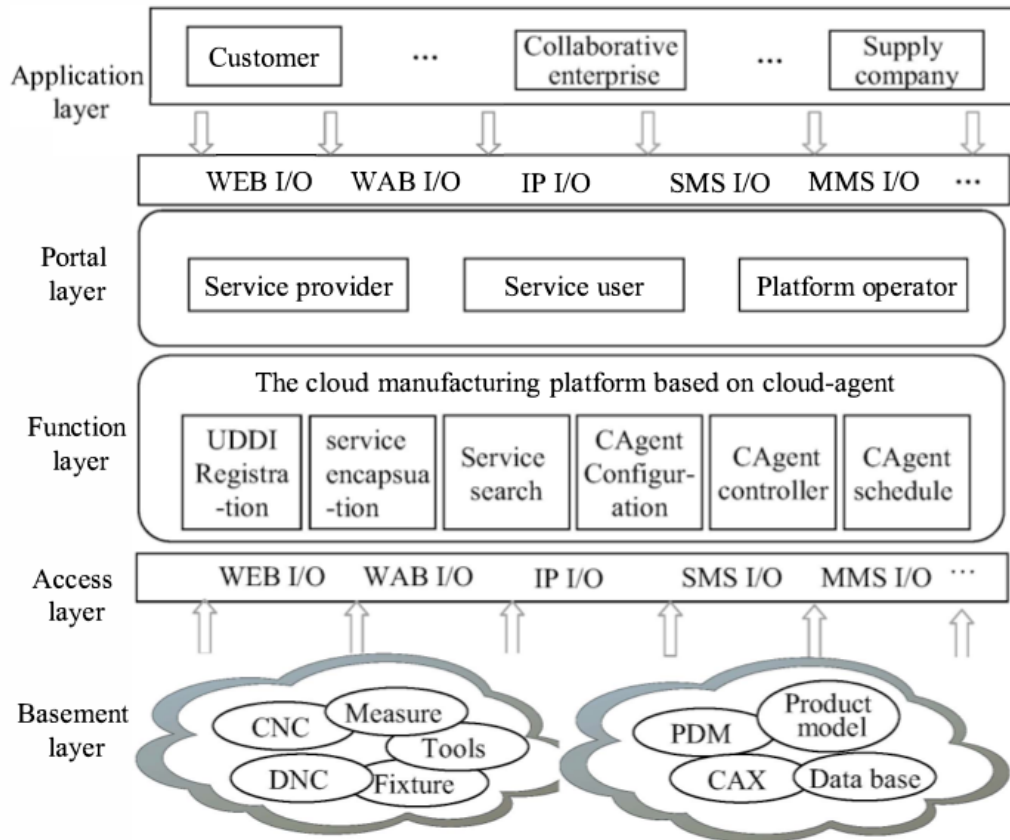 Application
layer
Customer
...
Collaborative
enterprise
...
Supply
company
WEB I/O WAB I/O IP I/O SMS I/O MMS I/O ...
Portal
layer
Service provider
Service user
Platform operator
Function
layer
The cloud manufacturing platform based on cloud-agent
UDDI
Registra
-tion
service
encapsua
-tion
Service
search
CAgent
Configur-
ation
CAgent
controller
CAgent
schedule
Access
layer
WEB I/O WAB I/O IP I/O SMS I/O MMS I/O ...
Basement
layer
CNC
Measure
Tools
DNC
Fixture
PDM
Product
model
CAX
Data base